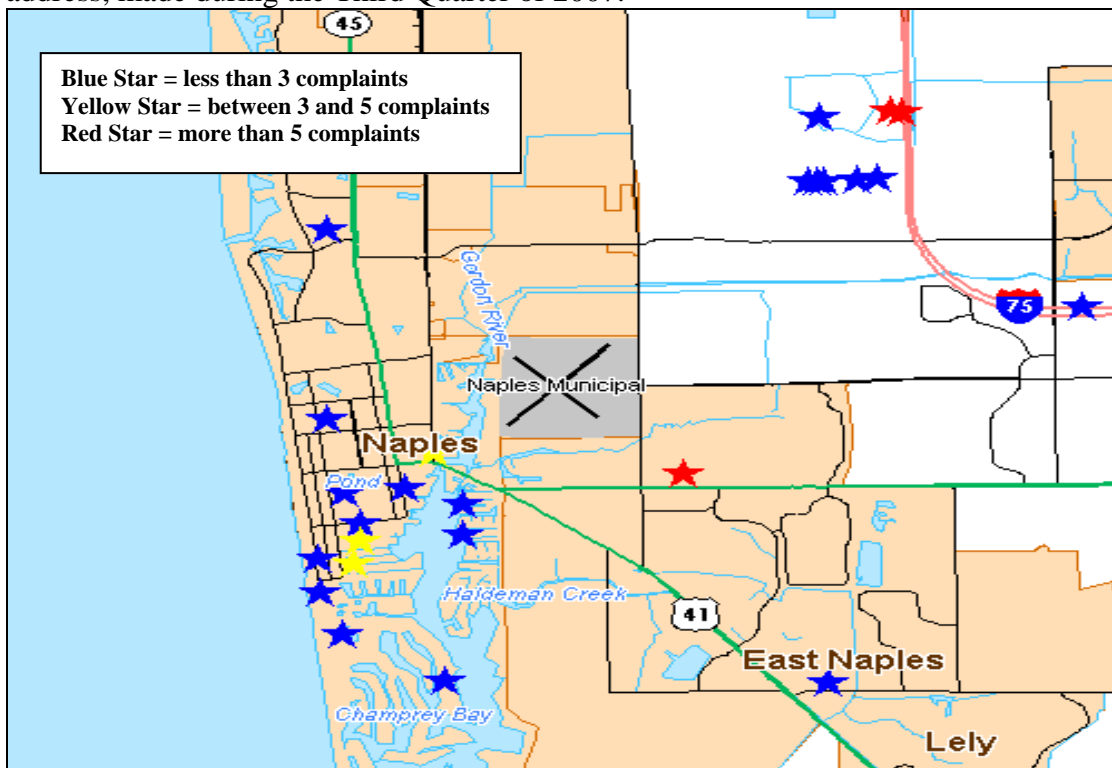 address, made during the Third Quarter of 2007.
45
Blue Star = less than 3 complaints
Yellow Star = between 3 and 5 complaints
Red Star = more than 5 complaints
Gordon River
75
Naples Municipal
Naples
Pond
Haldeman Creek
41
East Naples
Champrey Bay
Lely